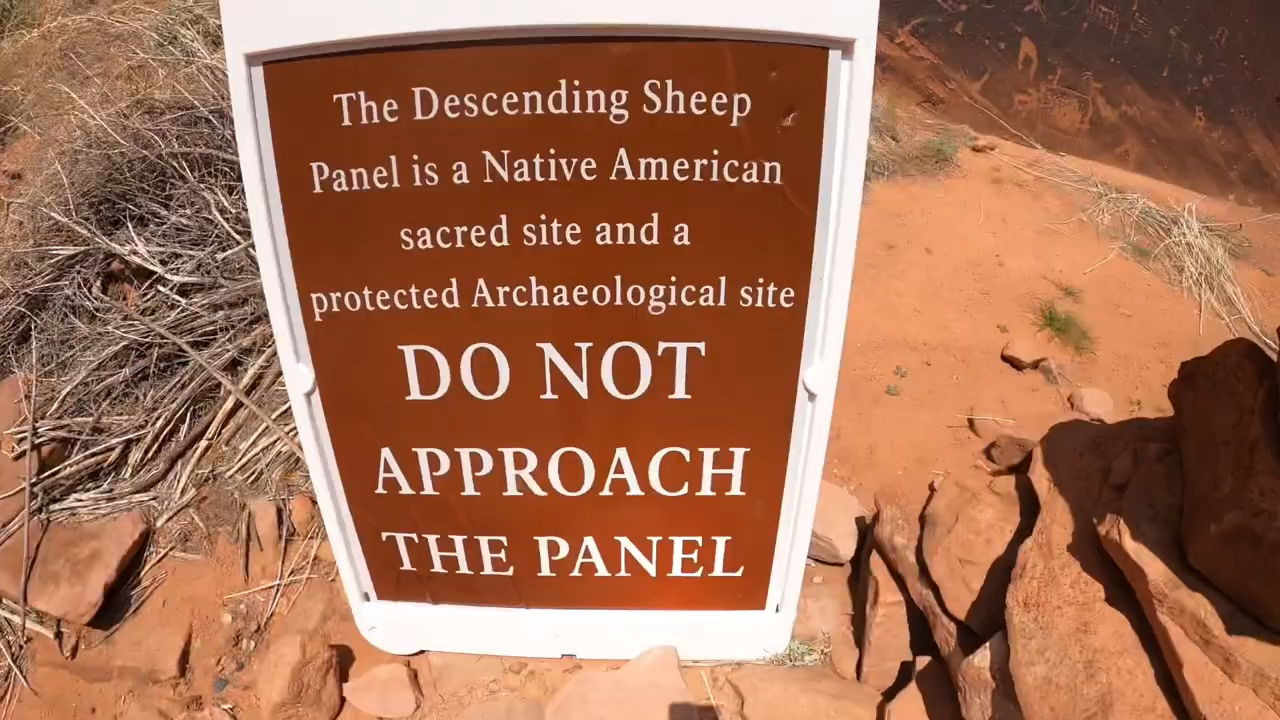 The Descending Sheep
Panel is a Native American
sacred site and a
protected Archaeological site
DO NOT
APPROACH
THE PANEL